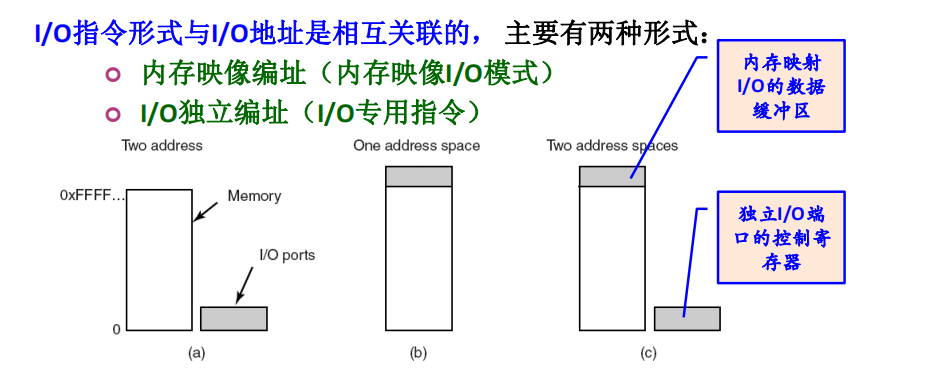 I/O指令形式与I/O地址是相互关联的， 主要有两种形式：
内存映像编址（内存映像I/O模式）
I/O独立编址（I/O专用指令）
内存映射
I/O的数据
缓冲区
Two address
One address space
Two address spaces
0xFFFF…
Memory
I/O ports
0
独立I/O端
口的控制寄
存器
(a)
(b)
(c)